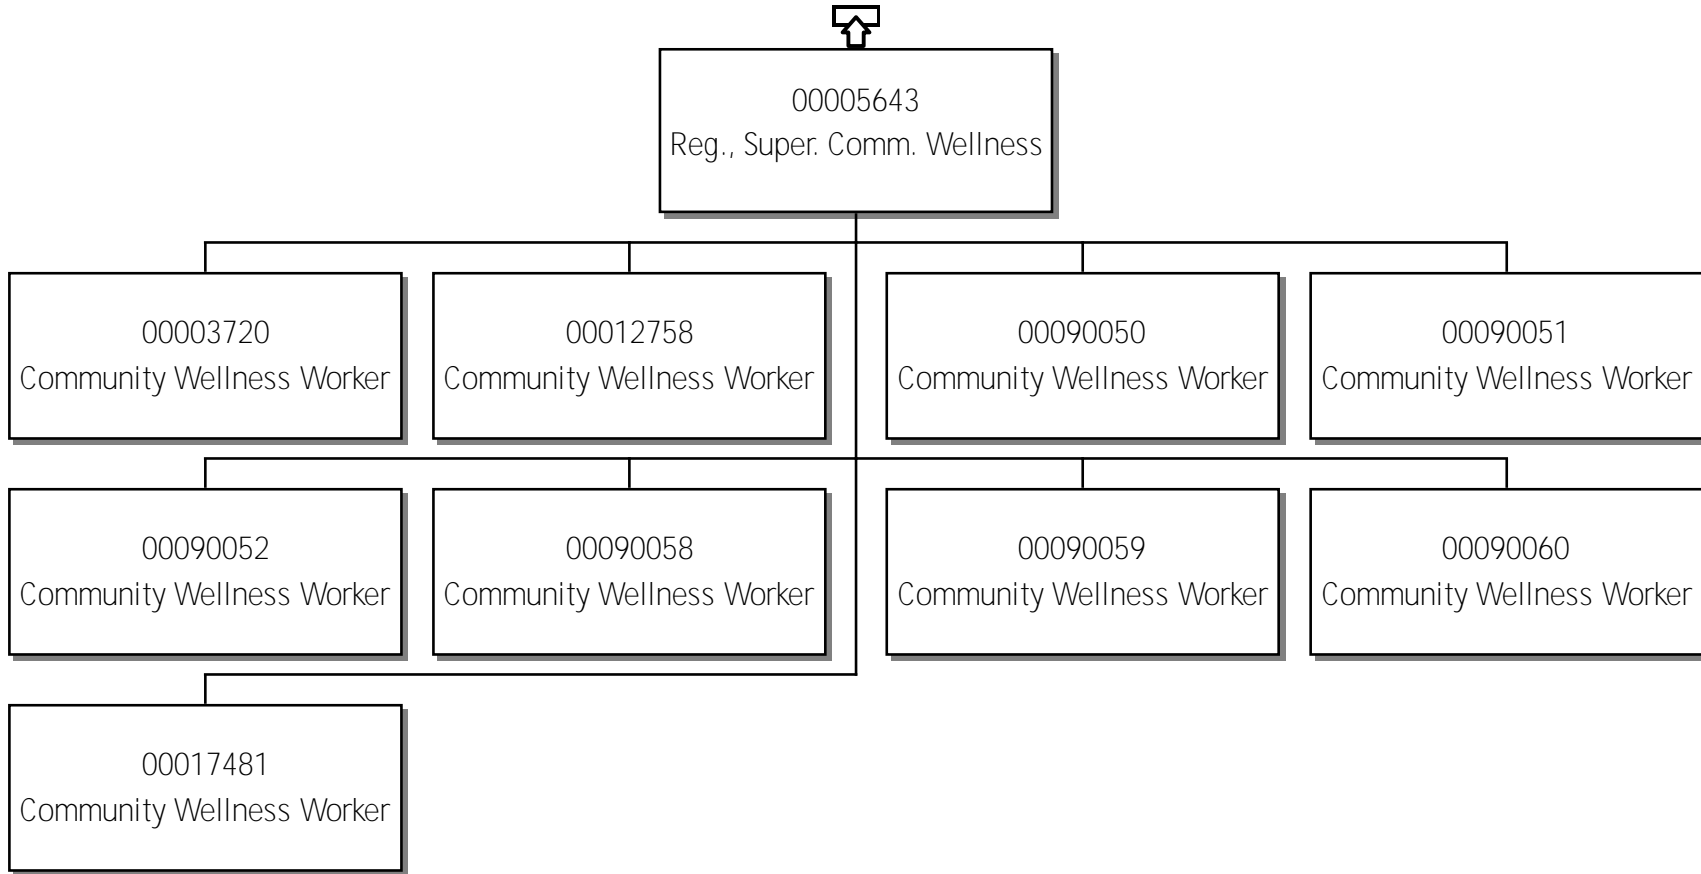 00005643
Reg., Super. Comm. Wellness
00003720
Community Wellness Worker
00012758
Community Wellness Worker
00090050
Community Wellness Worker
00090051
Community Wellness Worker
00090052
Community Wellness Worker
00090058
Community Wellness Worker
00090059
Community Wellness Worker
00090060
Community Wellness Worker
00017481
Community Wellness Worker